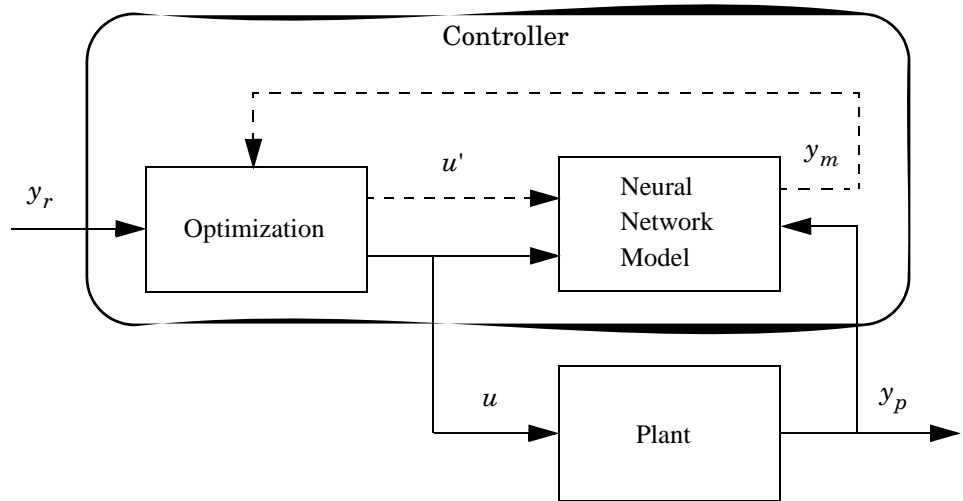 Controller
u'
y_m
y_r
Optimization
Neural
Network
Model
u
y_p
Plant